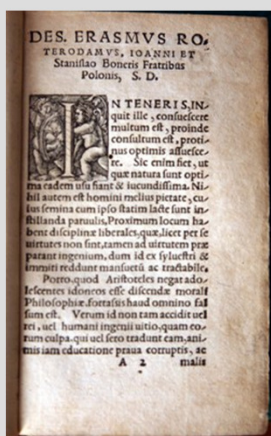 DES. ERASMVS RO-
TERODAMVS, IOANNI ET
Stanislao Boneris Fratribus
Polonis, S. D.
IN TENERIS, in
quit ille, consuescere
multum est, proinde
consultum est, proti
nus optimis assuesce
re. Sic enim fiet, ut
quæ natura sunt opti
ma eadem usu fiant & iucundissima. Ni
hil autem est homini melius pietate, cu
ius semina cum ipso statim lacte sunt in
stillanda paruulis, Proximum locum ha
bent disciplinæ liberales, quæ, licet per se
uirtutes non sint, tamen ad uirtutem præ
parant ingenium, dum id ex syluestri &
immiti reddunt mansuetū ac tractabile.
Porro, quod Aristoteles negat ado
lescentes idoneos esse discendæ morali
Philosophiæ, fortassis haud omnino fal
sum est. Verum id non tam accidit uel
rei, uel humani ingenii uitio, quam eo-
rum culpa, qui uel sero tradunt eam, ani
mis iam educatione praua corruptis, ac
A 2 malis